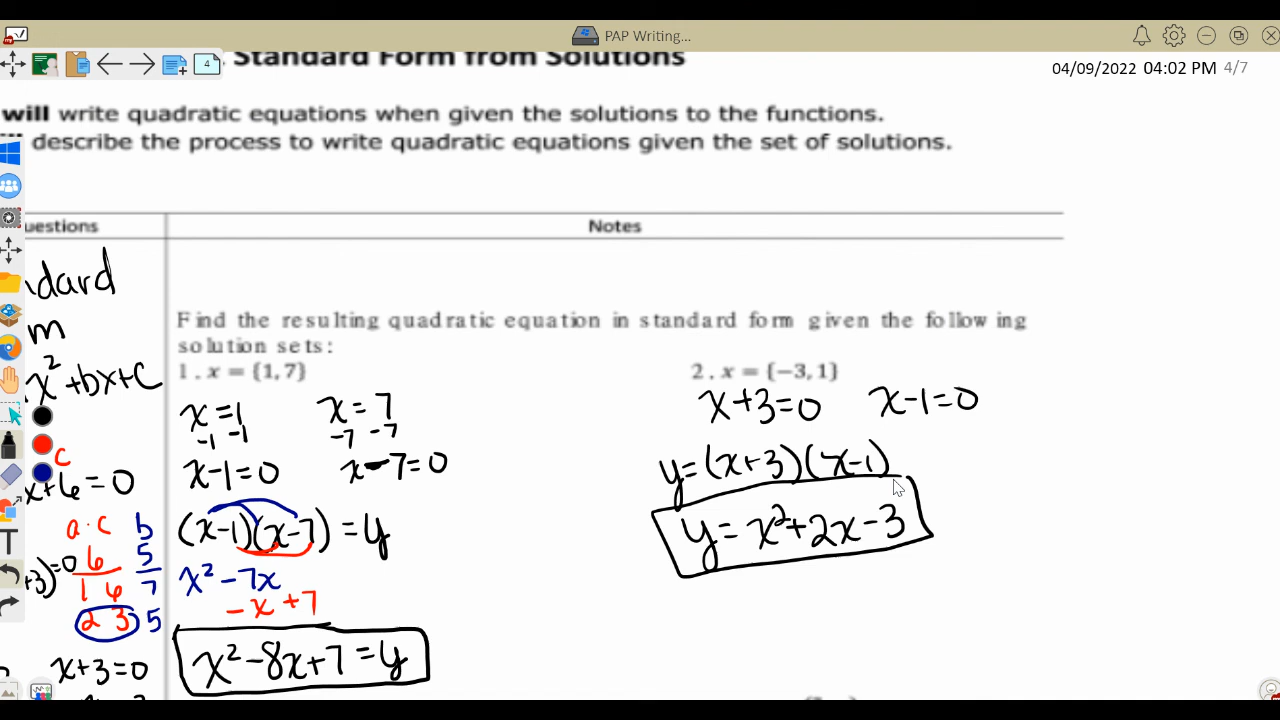 PAP Writing...
04/09/2022 04:02 PM 4/7
4
Standard Form from Solutions
will write quadratic equations when given the solutions to the functions.
describe the process to write quadratic equations given the set of solutions.
uestions
Notes
ndard
m
x²+bx+c
c
x+6=0
a·c b
6 5
1 6 7
2 3 5
+3)=0
x+3=0
Find the resulting quadratic equation in standard form given the following
solution sets:
1. x = {1,7}
x=1 x=7
-1 -1 -7 -7
x-1=0 x-7=0
(x-1)(x-7)=y
x²-7x
-x+7
x²-8x+7=y
2. x = {−3,1}
x+3=0 x-1=0
y=(x+3)(x-1)
y=x²+2x-3